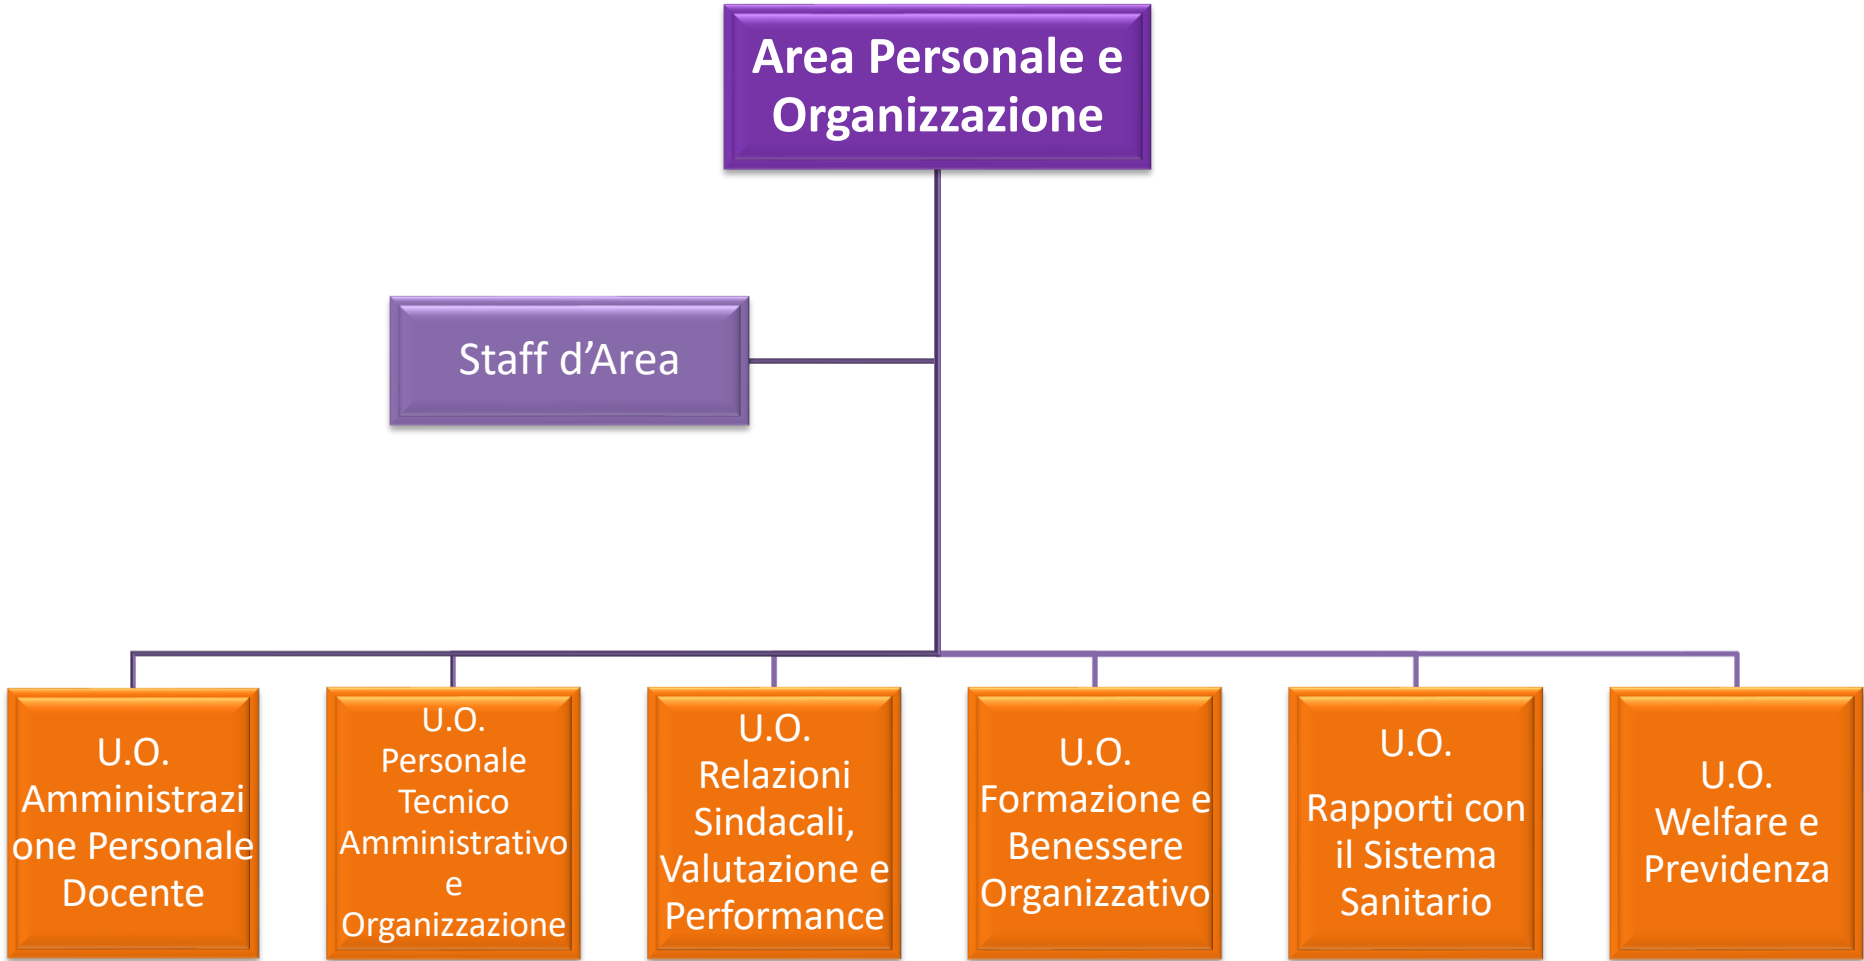 Area Personale e
Organizzazione
Staff d’Area
U.O.
Amministrazi
one Personale
Docente
U.O.
Personale
Tecnico
Amministrativo
e
Organizzazione
U.O.
Relazioni
Sindacali,
Valutazione e
Performance
U.O.
Formazione e
Benessere
Organizzativo
U.O.
Rapporti con
il Sistema
Sanitario
U.O.
Welfare e
Previdenza